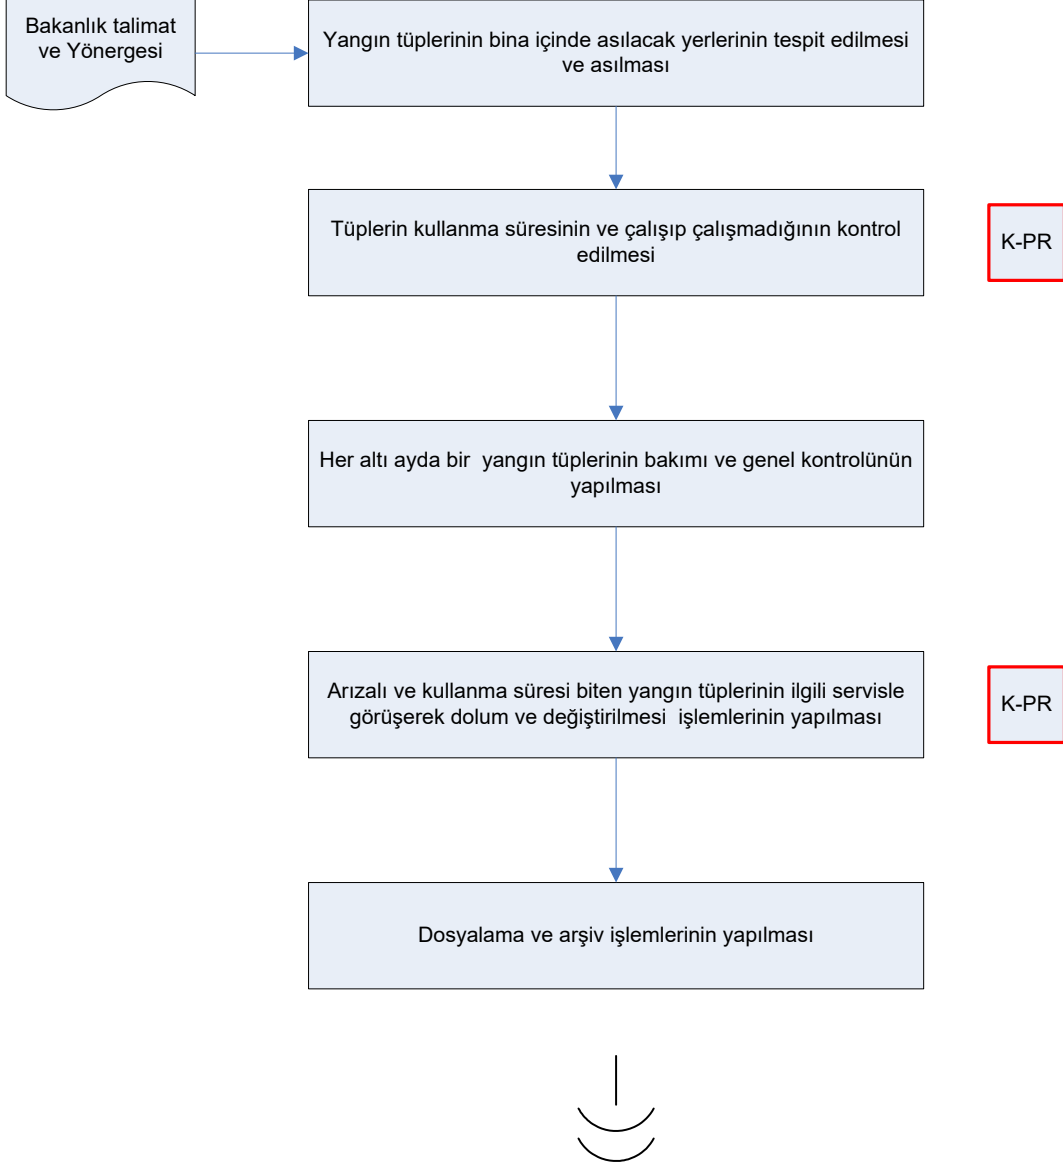 Bakanlık talimat
ve Yönergesi
Yangın tüplerinin bina içinde asılacak yerlerinin tespit edilmesi
ve asılması
Tüplerin kullanma süresinin ve çalışıp çalışmadığının kontrol
edilmesi
K-PR
Her altı ayda bir  yangın tüplerinin bakımı ve genel kontrolünün
yapılması
Arızalı ve kullanma süresi biten yangın tüplerinin ilgili servisle
görüşerek dolum ve değiştirilmesi  işlemlerinin yapılması
K-PR
Dosyalama ve arşiv işlemlerinin yapılması